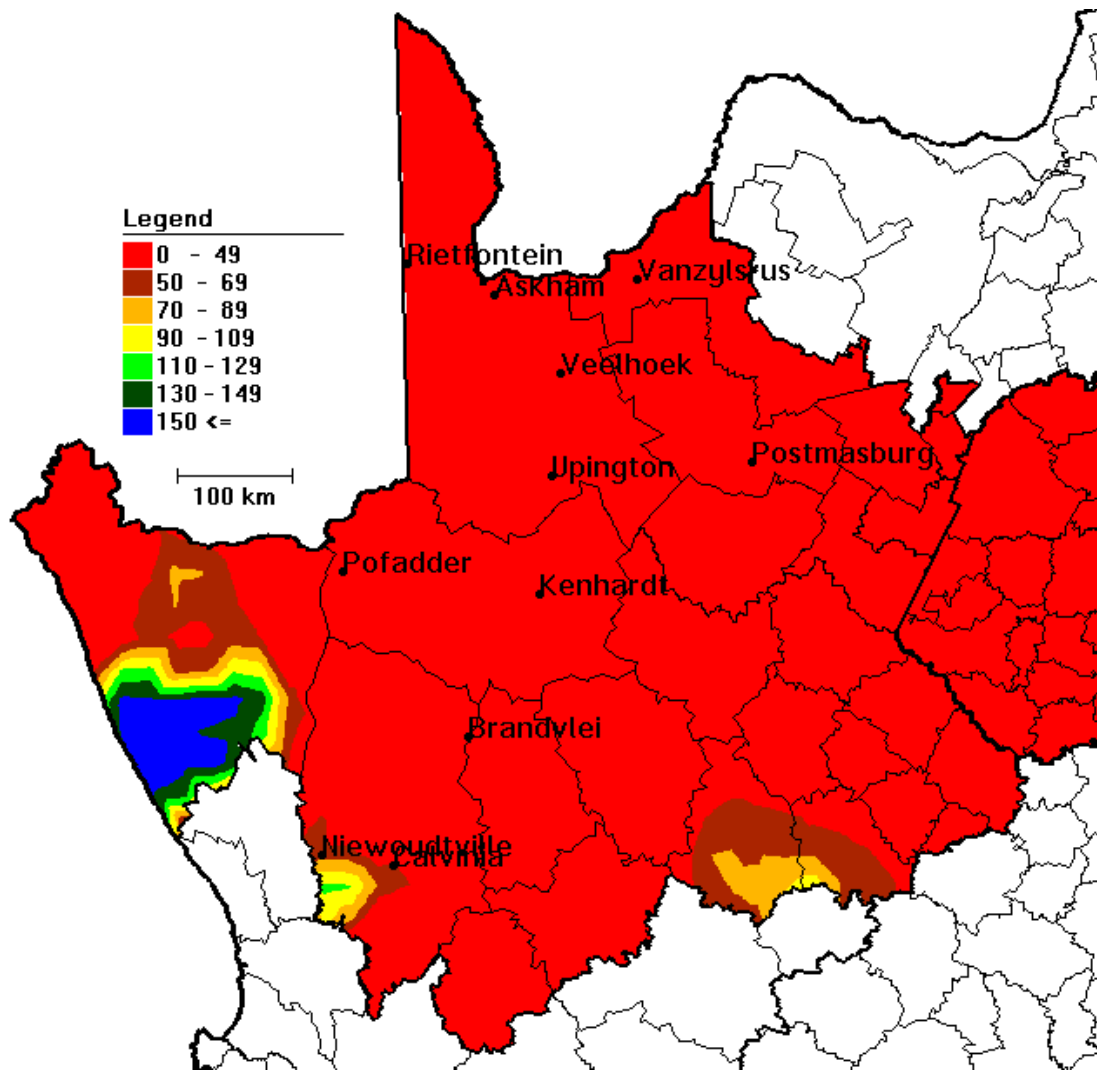 Legend
0 - 49
50 - 69
70 - 89
90 - 109
110 - 129
130 - 149
150 <=
100 km
Rietfontein
Askham
Vanzylsrus
Veelhoek
Upington
Postmasburg
Pofadder
Kenhardt
Brandvlei
Niewoudtville
Calvinia